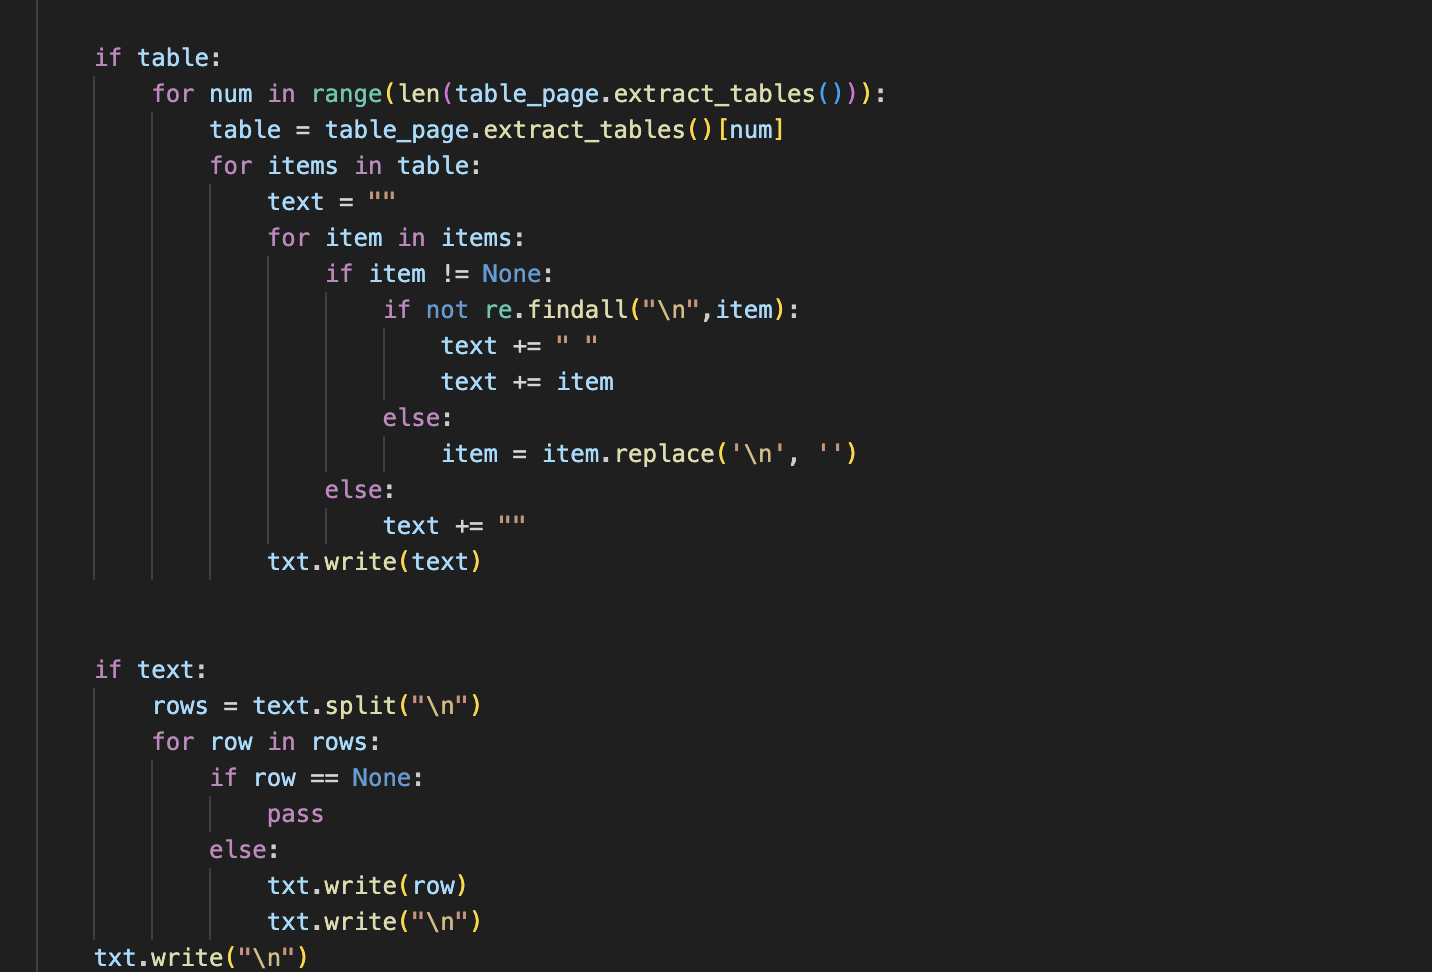 if table:
    for num in range(len(table_page.extract_tables())):
        table = table_page.extract_tables()[num]
        for items in table:
            text = ""
            for item in items:
                if item != None:
                    if not re.findall("\n",item):
                        text += " "
                        text += item
                    else:
                        item = item.replace('\n', '')
                else:
                    text += ""
            txt.write(text)
if text:
    rows = text.split("\n")
    for row in rows:
        if row == None:
            pass
        else:
            txt.write(row)
            txt.write("\n")
txt.write("\n")